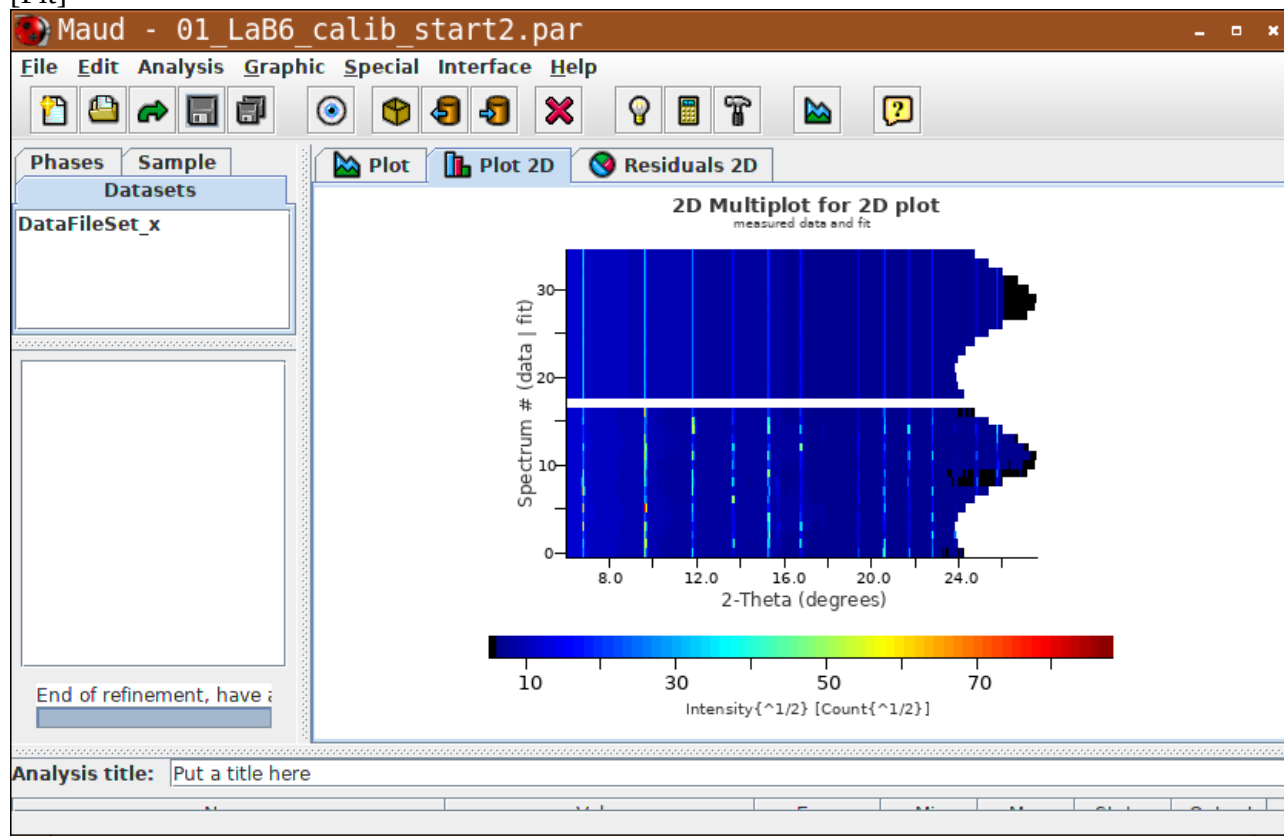 [Fit]
Maud - 01_LaB6_calib_start2.par
File Edit Analysis Graphic Special Interface Help
Phases Sample
Datasets
DataFileSet_x
Plot Plot 2D Residuals 2D
2D Multiplot for 2D plot
measured data and fit
Spectrum # (data | fit)
30
20
10
0
8.0 12.0 16.0 20.0 24.0
2-Theta (degrees)
10 30 50 70
Intensity{^1/2} [Count{^1/2}]
End of refinement, have a
Analysis title: Put a title here